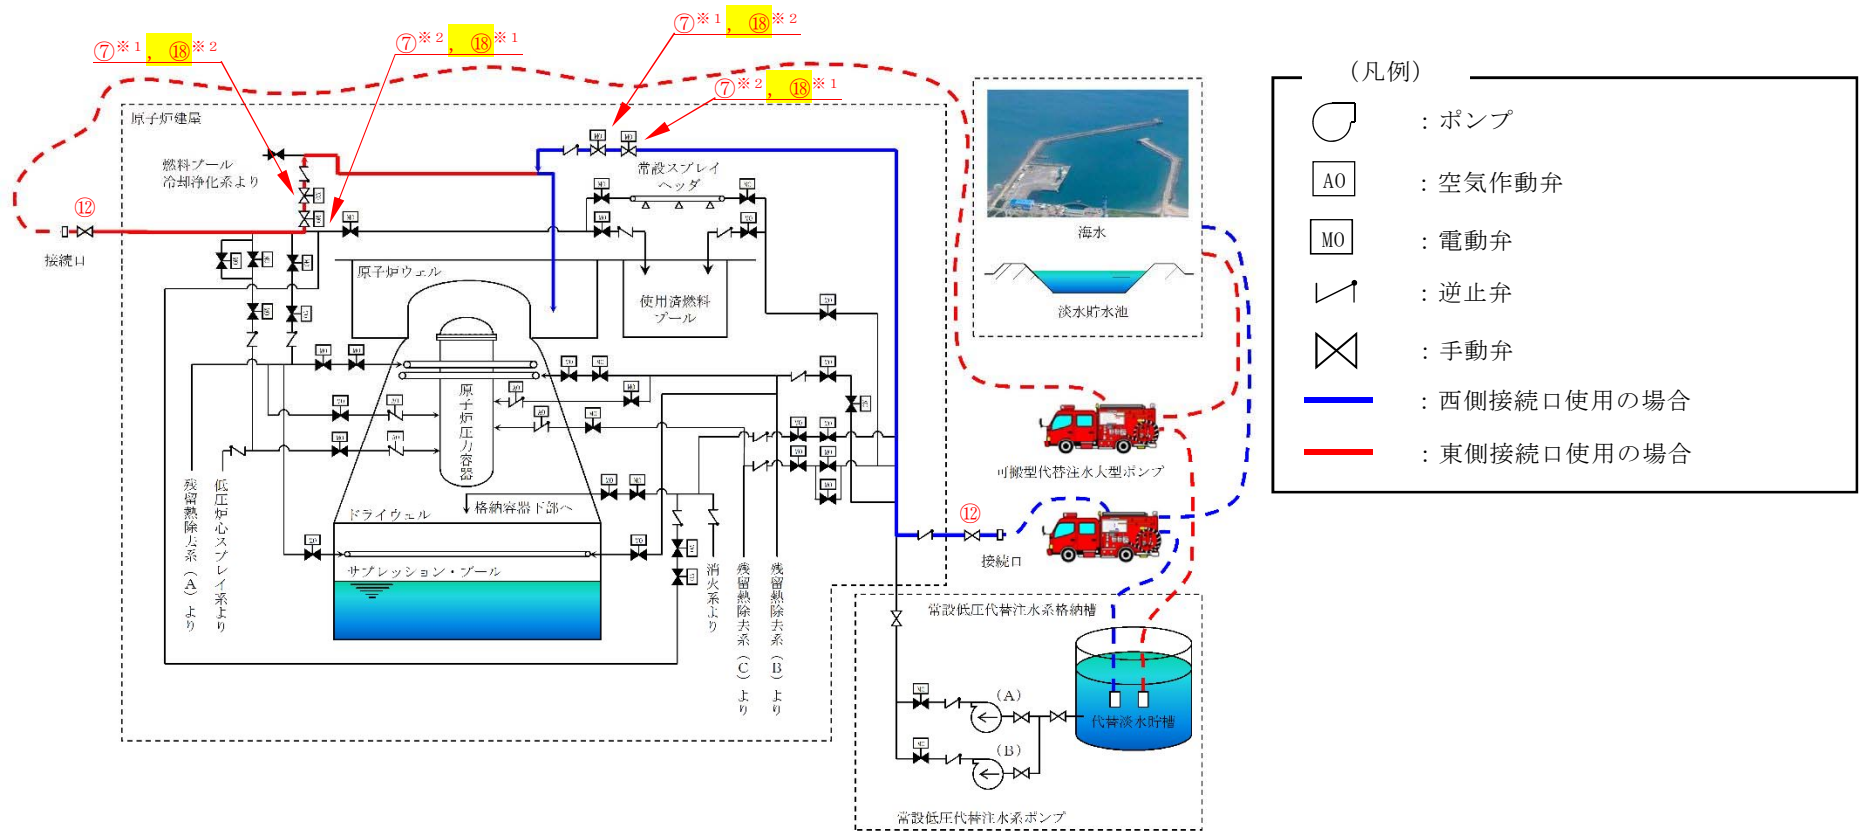 ⑦※1, ⑱※2
⑦※2, ⑱※1
⑦※1, ⑱※2
⑦※2, ⑱※1
原子炉建屋
燃料プール
冷却浄化系より
⑫
接続口
常設スプレイ
ヘッダ
原子炉ウェル
使用済燃料
プール
原子炉圧力容器
格納容器下部へ
ドライウェル
サプレッション・プール
残留熱除去系(A)より
低圧炉心スプレイ系より
消火系より
残留熱除去系(C)より
残留熱除去系(B)より
海水
淡水貯水池
可搬型代替注水大型ポンプ
⑫
接続口
常設低圧代替注水系格納槽
(A)
(B)
代替淡水貯槽
常設低圧代替注水系ポンプ
(凡例)
:ポンプ
AO :空気作動弁
MO :電動弁
:逆止弁
:手動弁
:西側接続口使用の場合
:東側接続口使用の場合